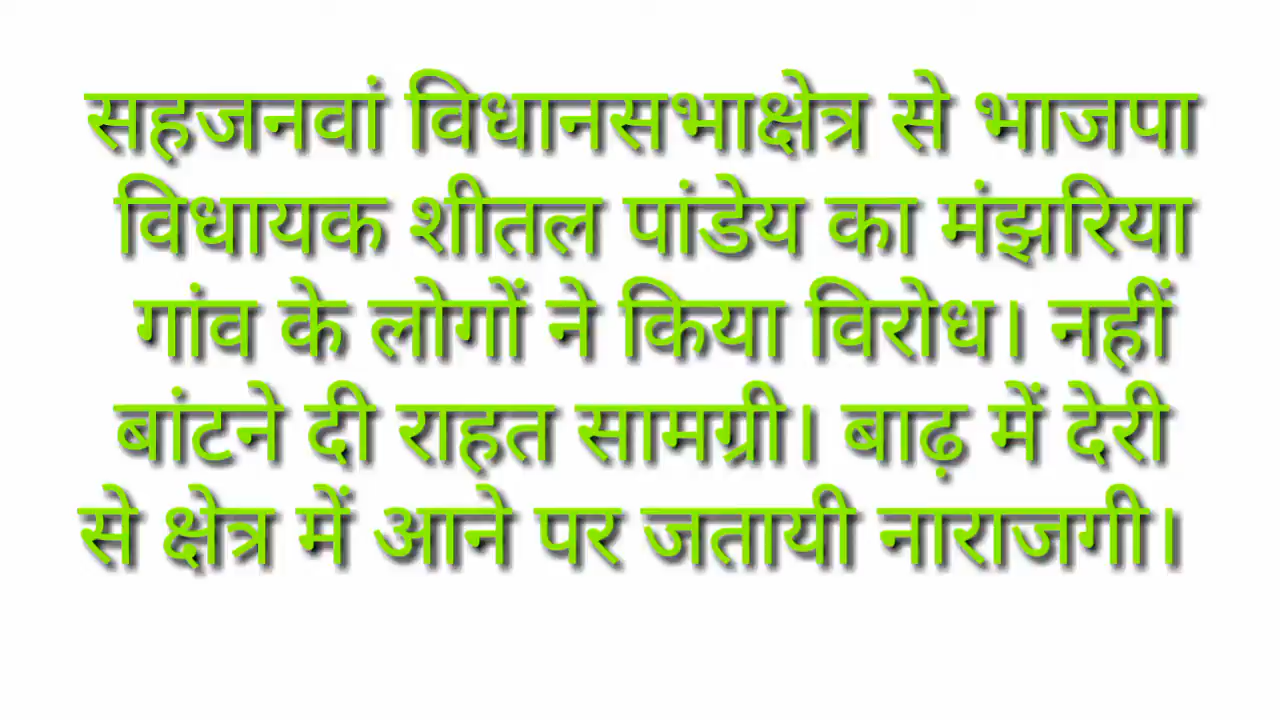 सहजनवां विधानसभाक्षेत्र से भाजपा
विधायक शीतल पांडेय का मंझरिया
गांव के लोगों ने किया विरोध। नहीं
बांटने दी राहत सामग्री। बाढ़ में देरी
से क्षेत्र में आने पर जतायी नाराजगी।